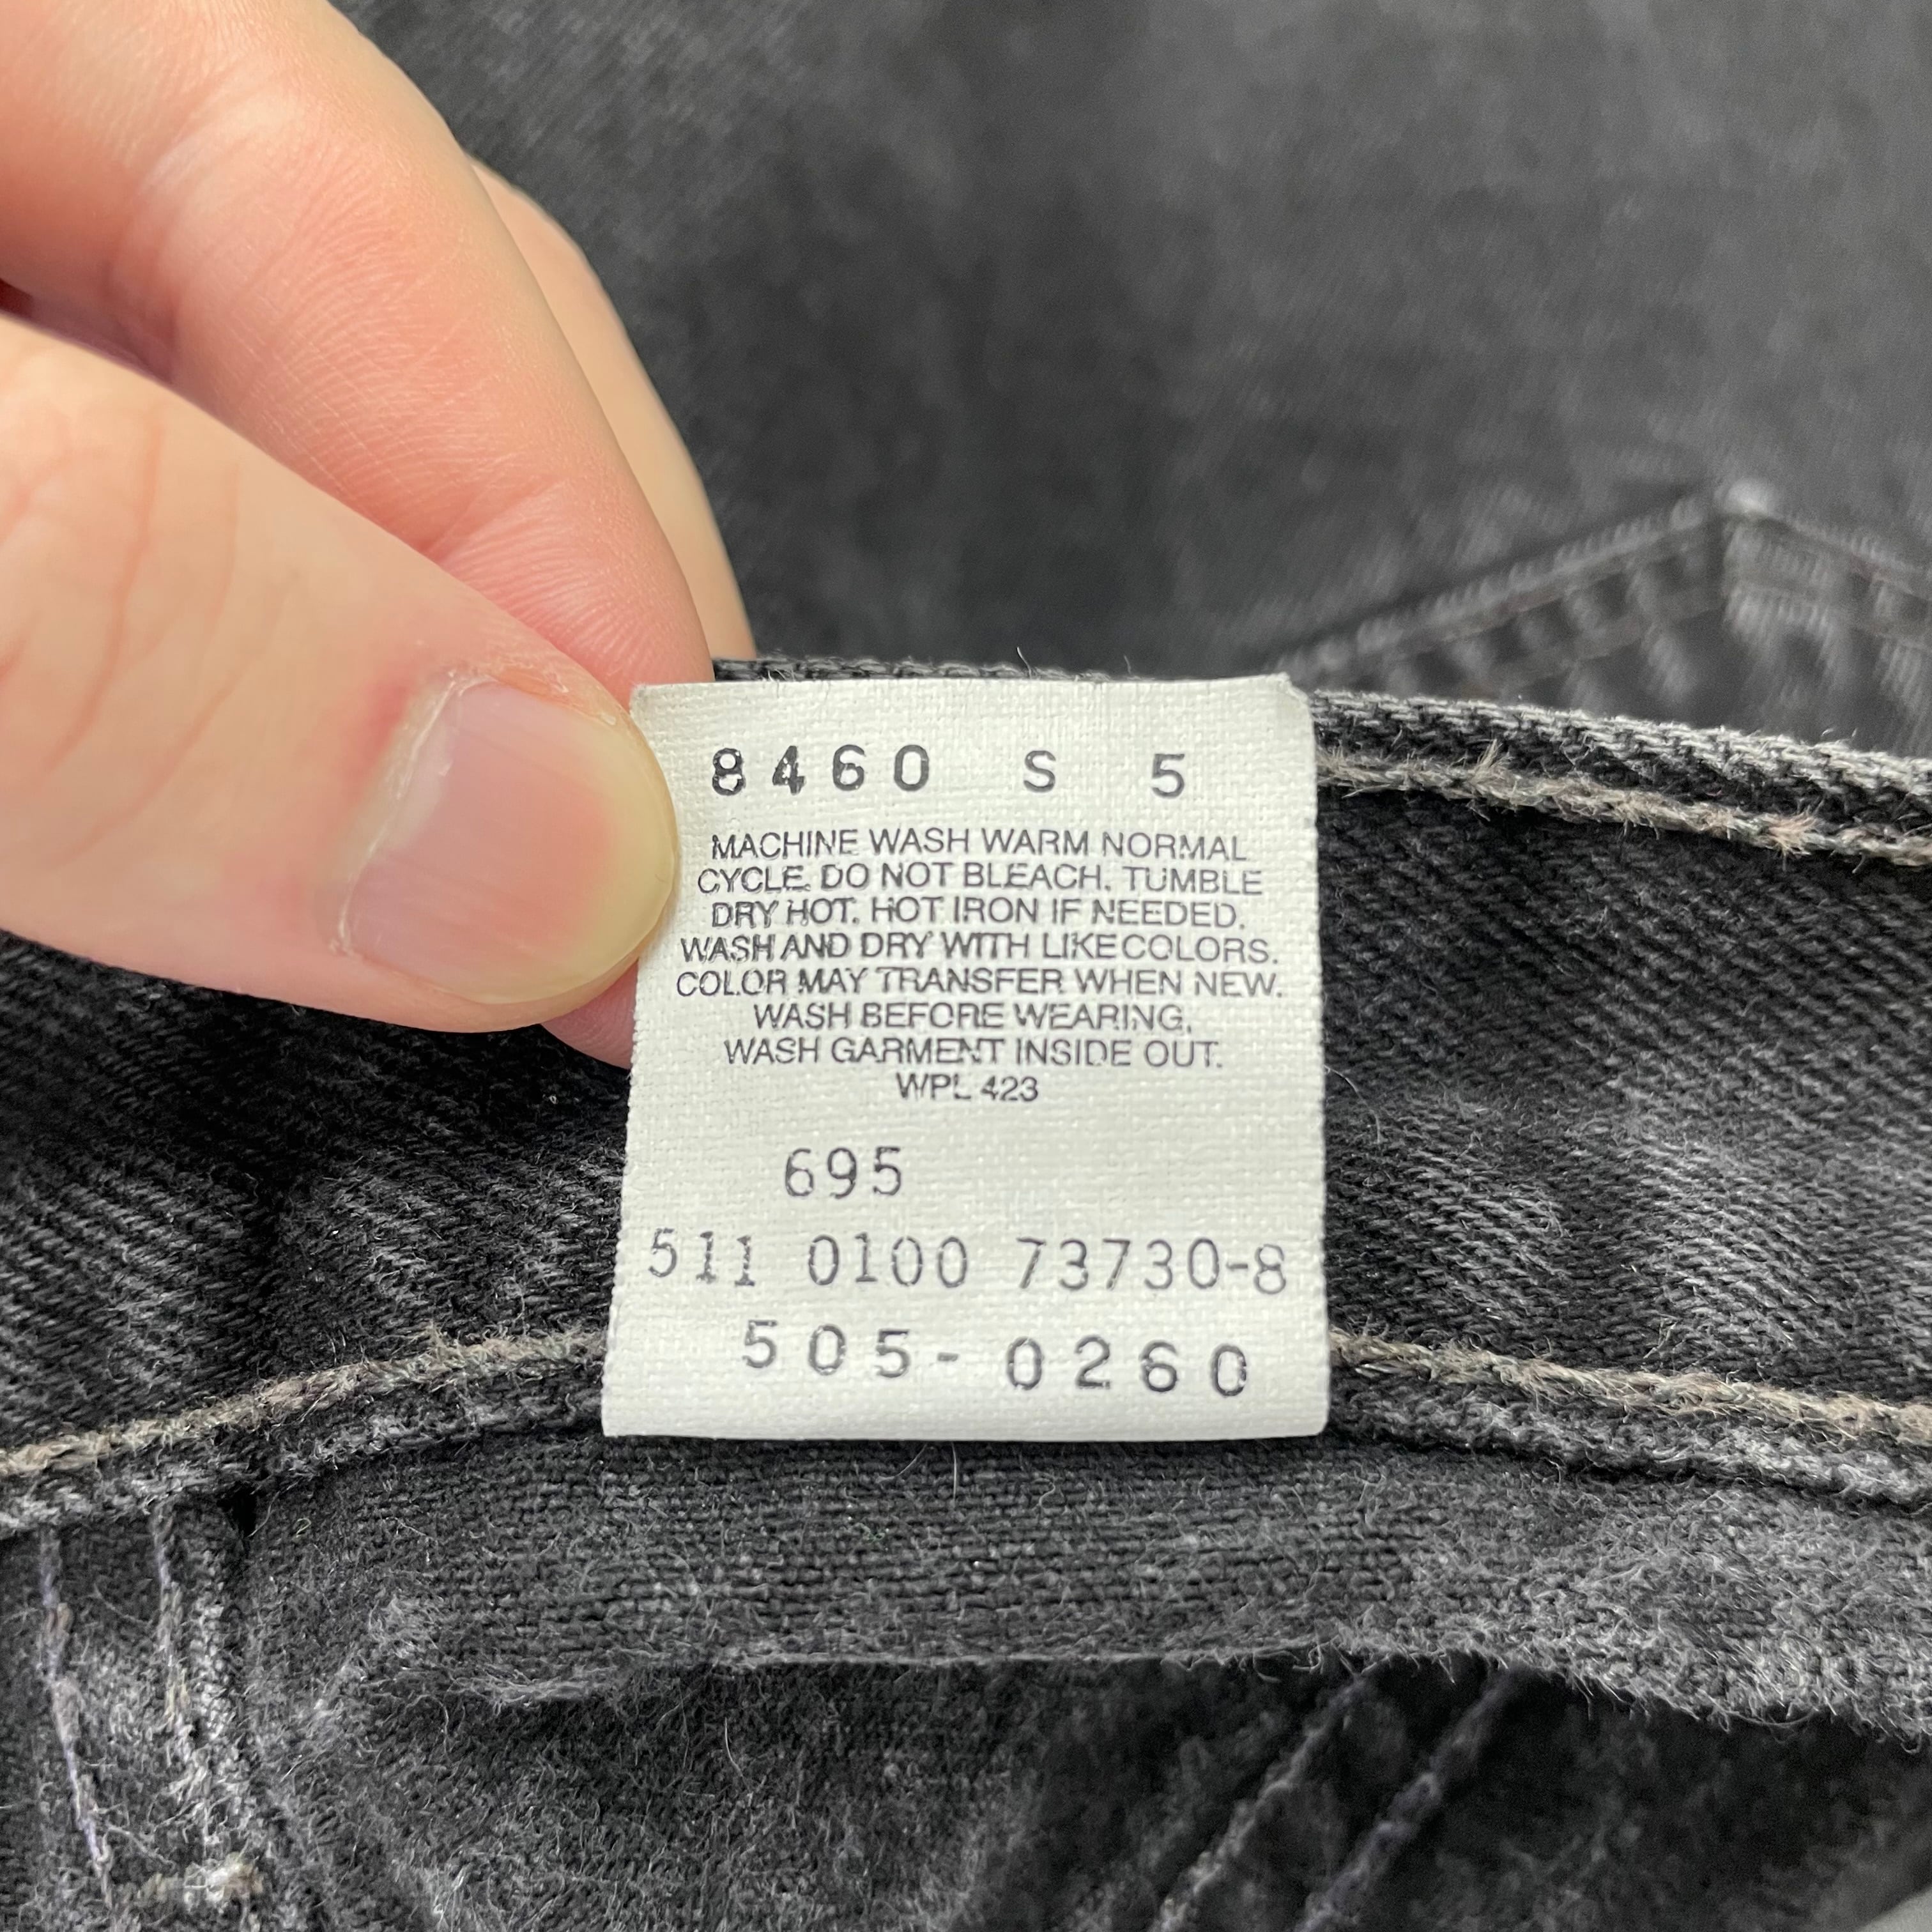 8460 S 5
MACHINE WASH WARM NORMAL
CYCLE. DO NOT BLEACH. TUMBLE
DRY HOT. HOT IRON IF NEEDED.
WASH AND DRY WITH LIKE COLORS.
COLOR MAY TRANSFER WHEN NEW.
WASH BEFORE WEARING.
WASH GARMENT INSIDE OUT.
WPL 423
695
511 0100 73730-8
505-0260